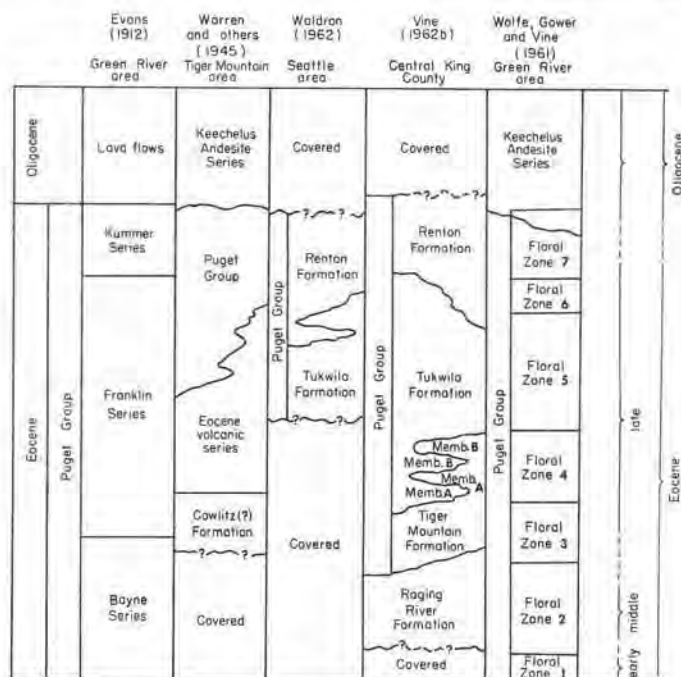 Evans
(1912)
Green River
area
Warren
and others
(1945)
Tiger Mountain
area
Waldron
(1962)
Seattle
area
Vine
(1962b)
Central King
County
Wolfe, Gower
and Vine
(1961)
Green River
area
Oligocene
Eocene
Puget Group
Lava flows
Kummer
Series
Franklin
Series
Bayne
Series
Keechelus
Andesite
Series
Puget
Group
Eocene
volcanic
series
Cowlitz(?)
Formation
? ? ?
Covered
Covered
? ? ?
Puget Group
Renton
Formation
Tukwila
Formation
? ?
Covered
Covered
? ?
Puget Group
Renton
Formation
Tukwila
Formation
Memb. B
Memb. B
Memb. A
Memb. A
Tiger
Mountain
Formation
Raging
River
Formation
? ?
Covered
Keechelus
Andesite
Series
Puget Group
Floral
Zone 7
Floral
Zone 6
Floral
Zone 5
Floral
Zone 4
Floral
Zone 3
Floral
Zone 2
Floral
Zone 1
late
middle
early
Oligocene
Eocene